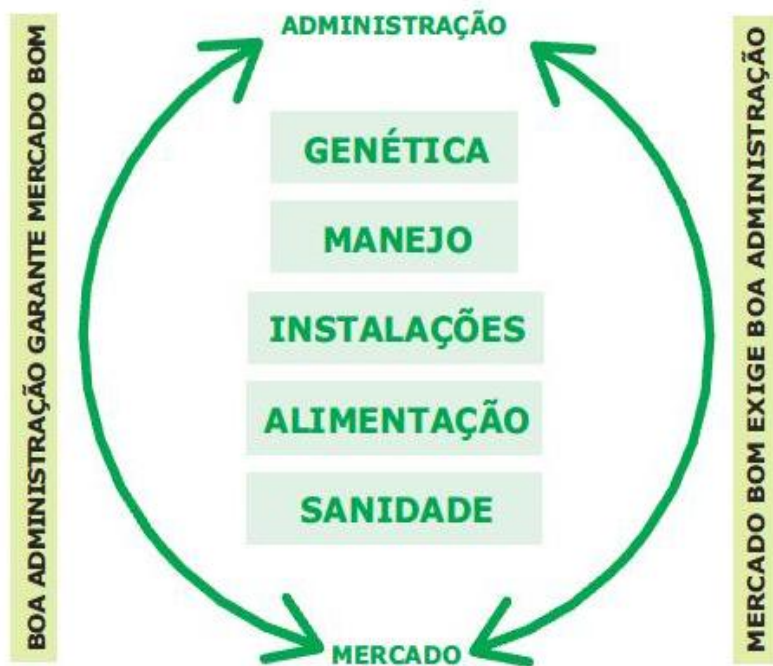 ADMINISTRAÇÃO
BOA ADMINISTRAÇÃO GARANTE MERCADO BOM
GENÉTICA
MANEJO
INSTALAÇÕES
ALIMENTAÇÃO
SANIDADE
MERCADO BOM EXIGE BOA ADMINISTRAÇÃO
MERCADO